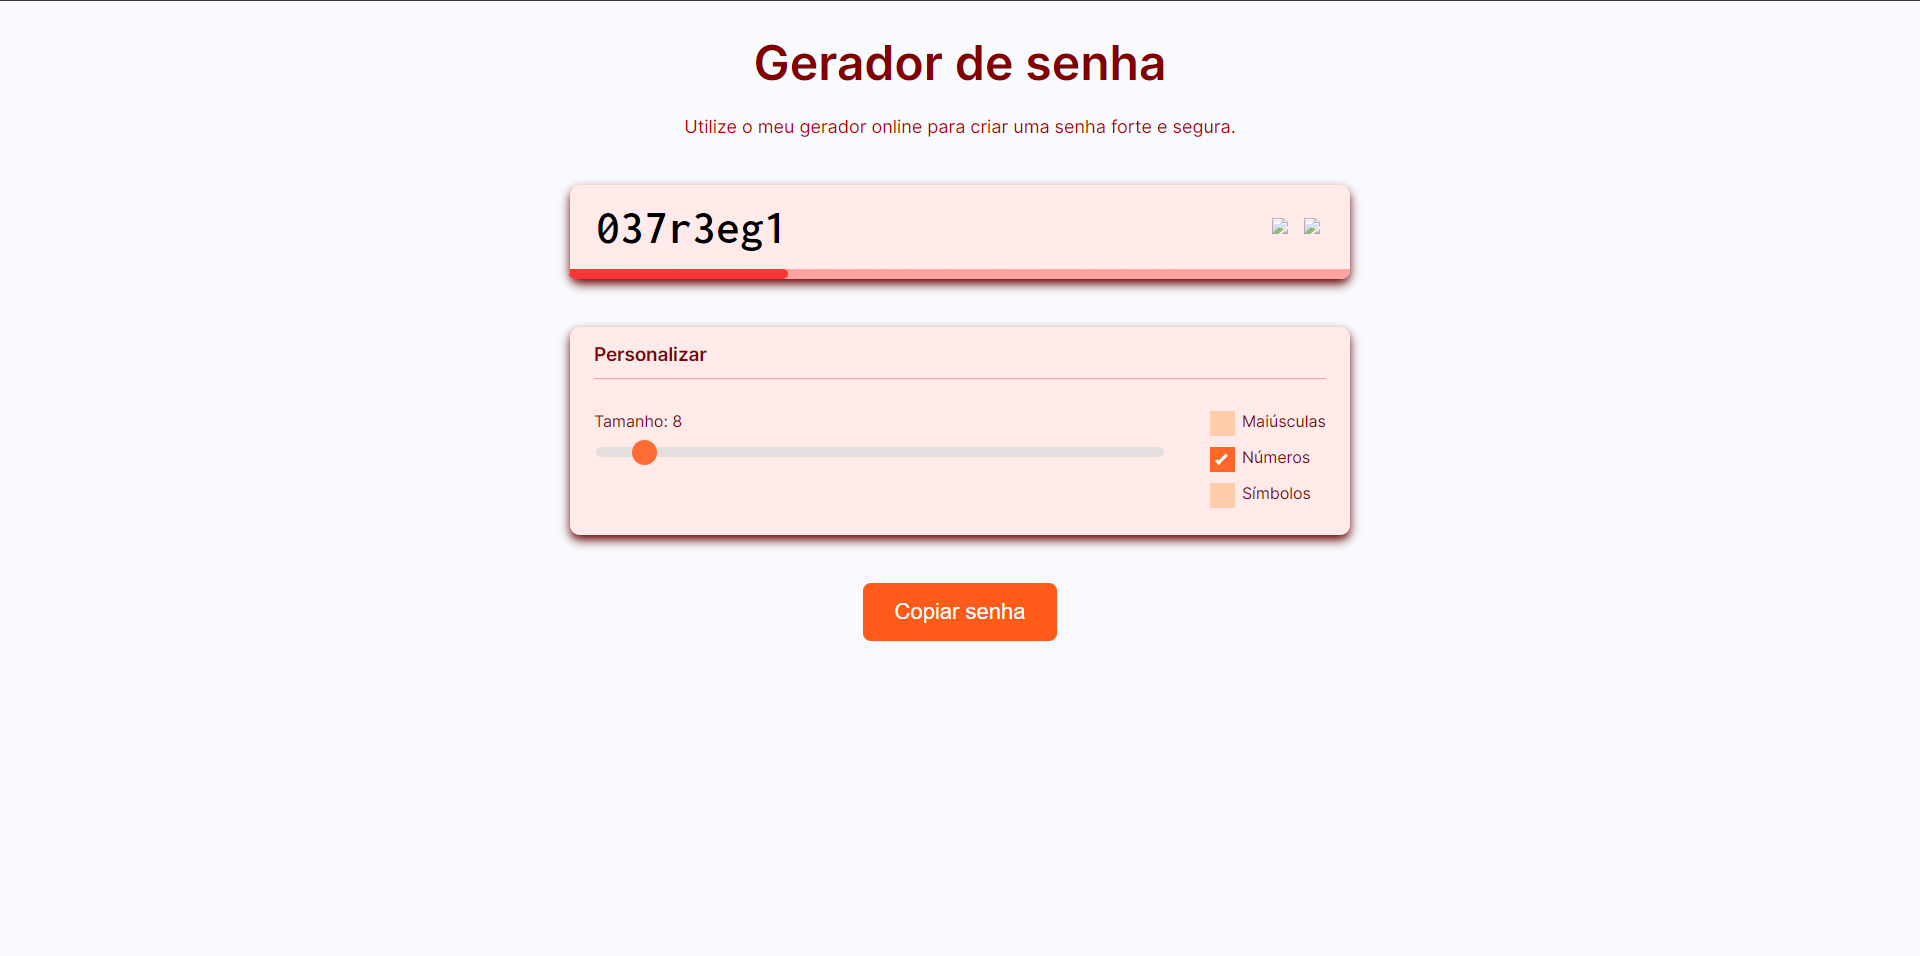 Gerador de senha
Utilize o meu gerador online para criar uma senha forte e segura.
037r3eg1
Personalizar
Tamanho: 8
Maiúsculas
Números
Símbolos
Copiar senha